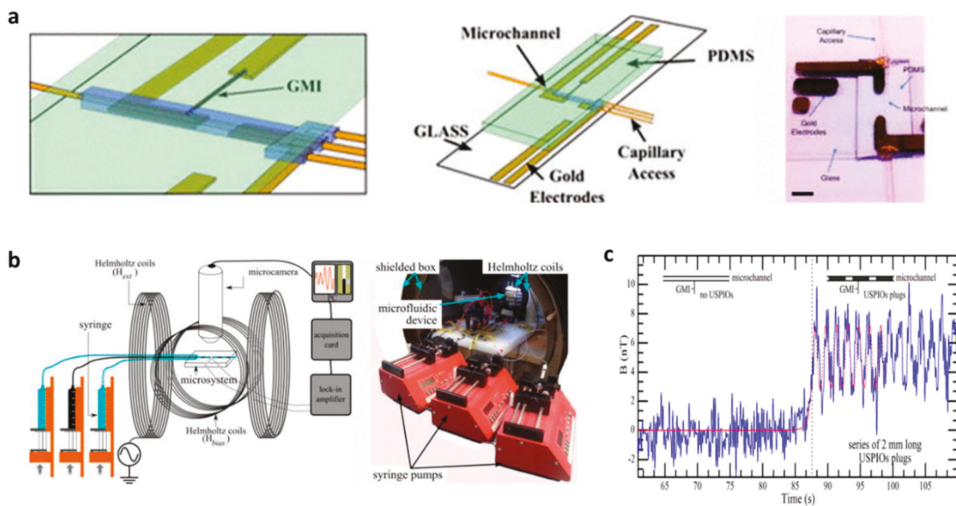 a
GMI
Microchannel
PDMS
GLASS
Gold
Electrodes
Capillary
Access
Capillary
Access
PDMS
Microchannel
Gold
Electrodes
Glass
b
Helmholtz coils
(Hext)
microcamera
syringe
microsystem
acquisition
card
lock-in
amplifier
Helmholtz coils
(Hbias)
shielded box
Helmholtz coils
microfluidic
device
syringe pumps
c
microchannel
GMI
no USPIOs
microchannel
GMI
USPIOs plugs
B (nT)
10
8
6
4
2
0
-2
series of 2 mm long
USPIOs plugs
65 70 75 80 85 90 95 100 105
Time (s)